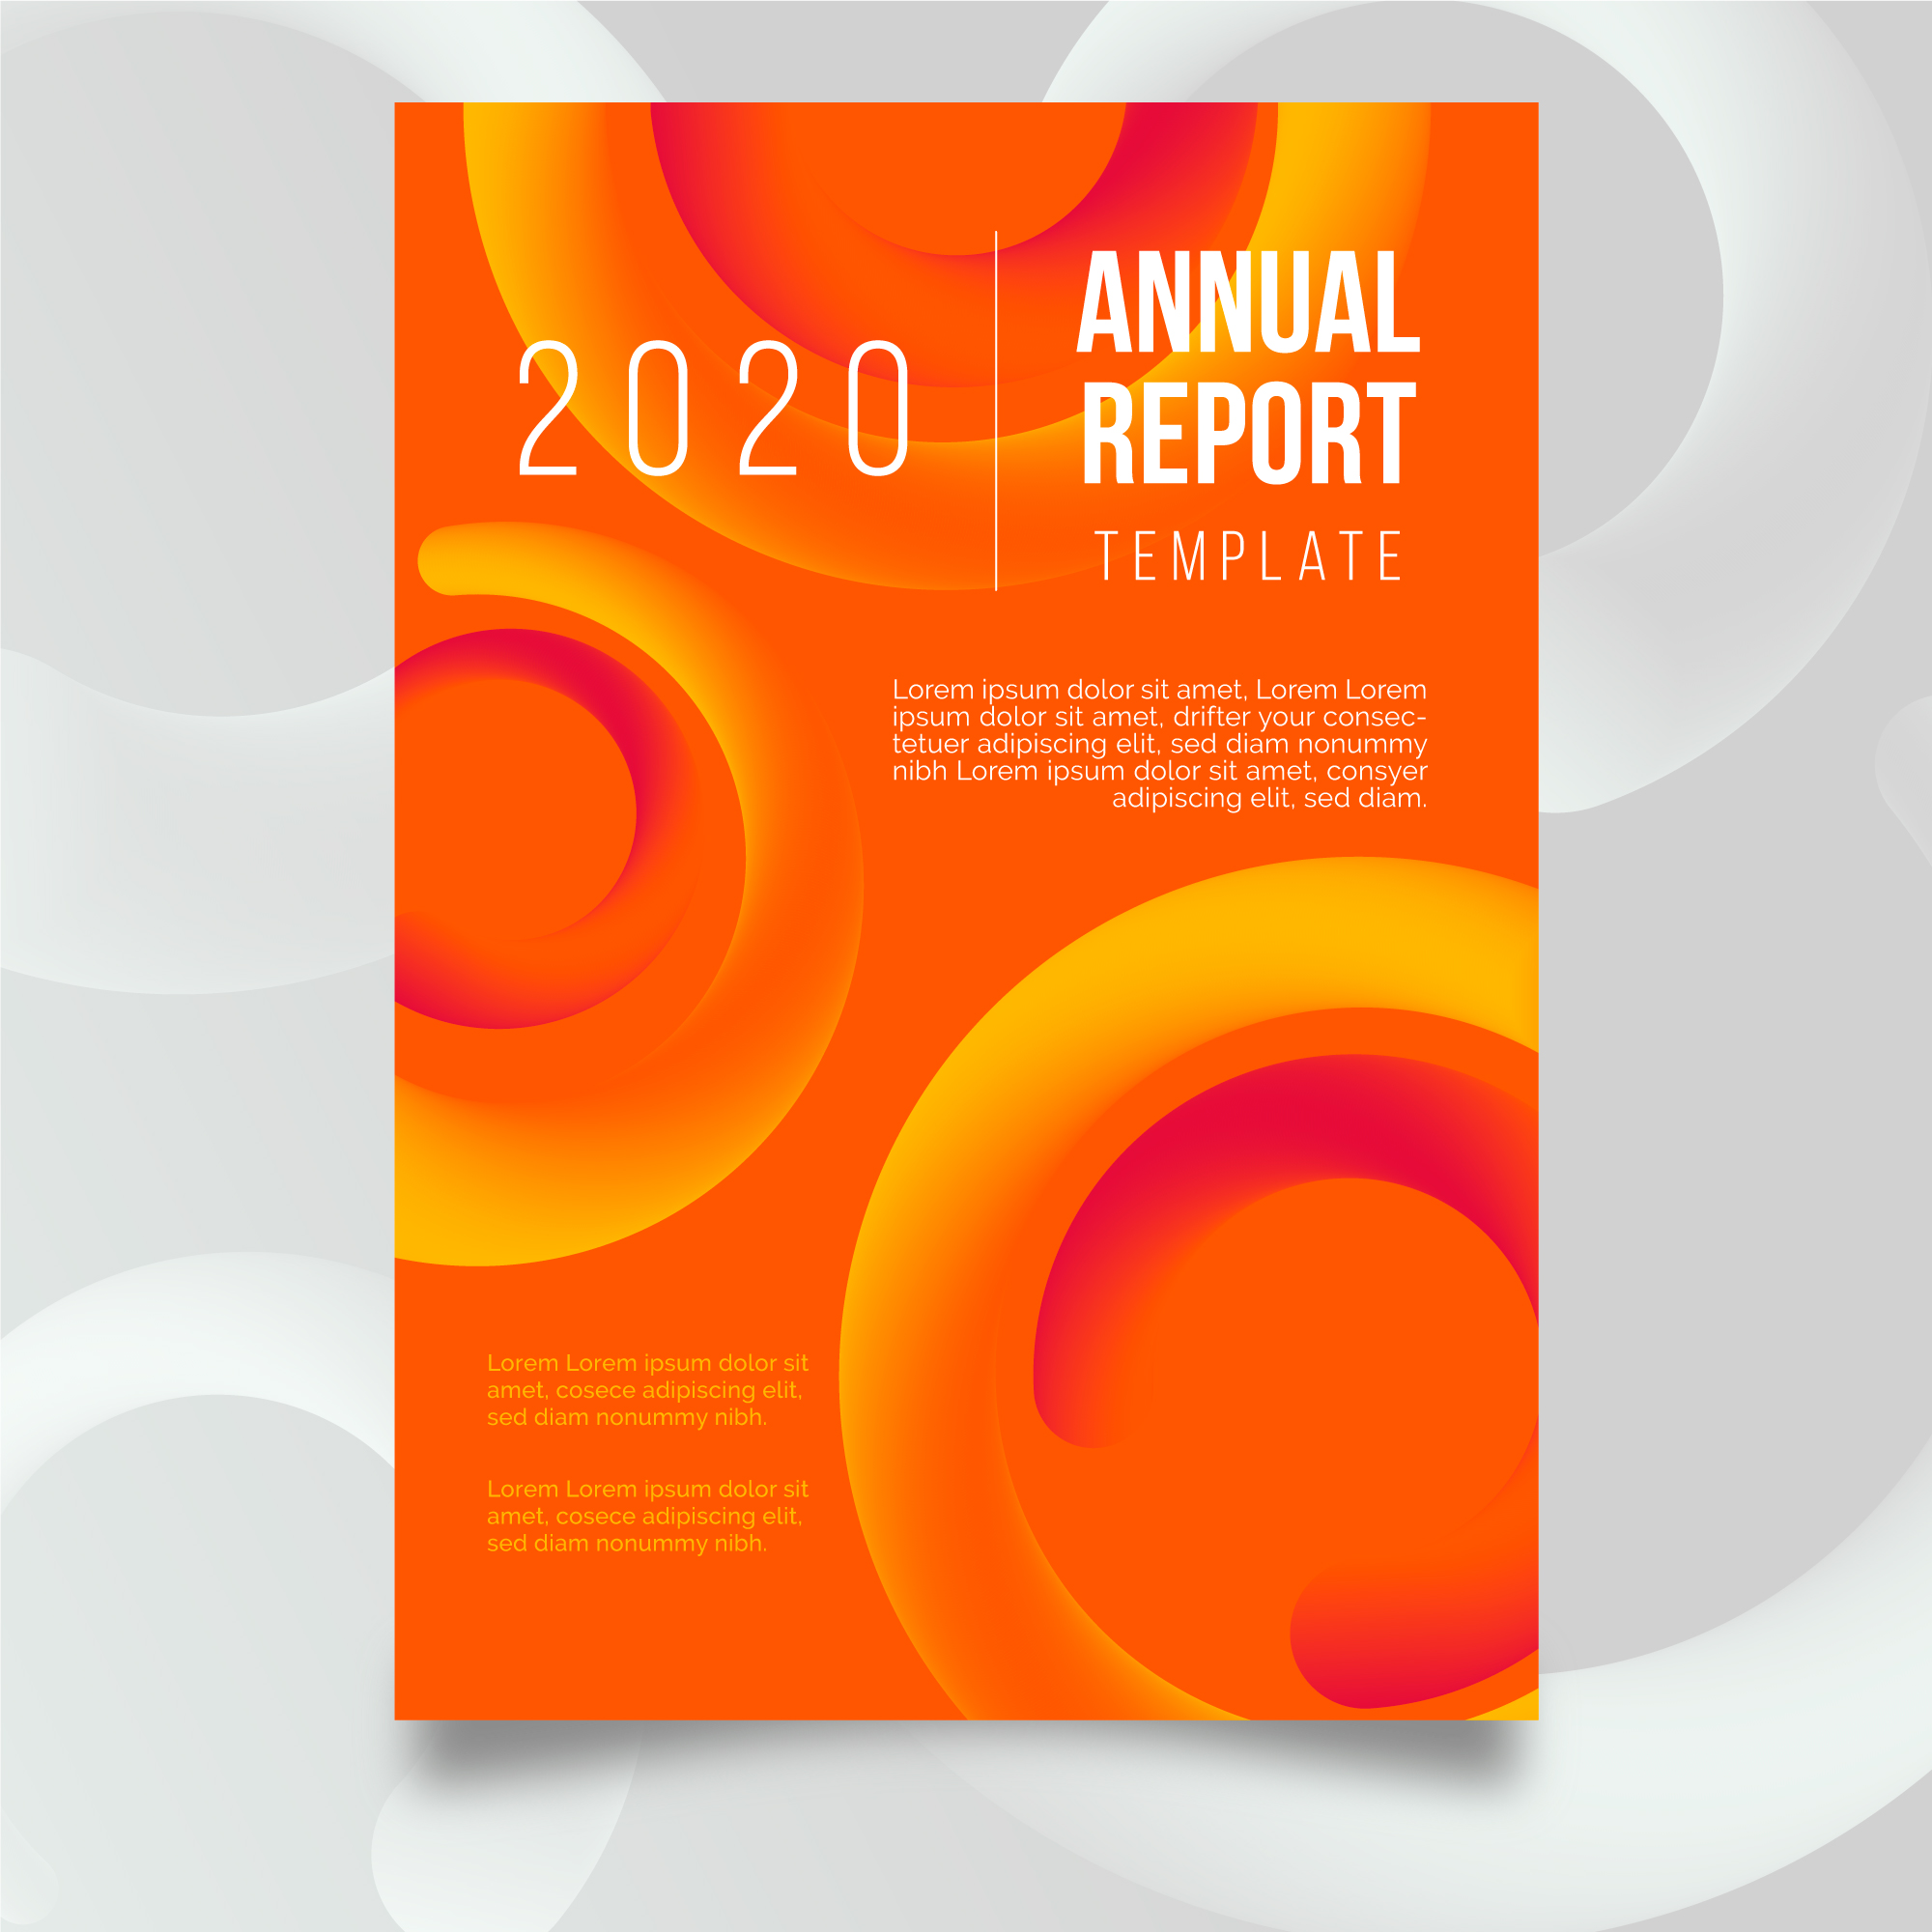 2020
ANNUAL
REPORT
TEMPLATE
Lorem ipsum dolor sit amet, Lorem Lorem
ipsum dolor sit amet, drifter your consec-
tetuer adipiscing elit, sed diam nonummy
nibh Lorem ipsum dolor sit amet, consyer
adipiscing elit, sed diam.
Lorem Lorem ipsum dolor sit
amet, cosece adipiscing elit,
sed diam nonummy nibh.
Lorem Lorem ipsum dolor sit
amet, cosece adipiscing elit,
sed diam nonummy nibh.